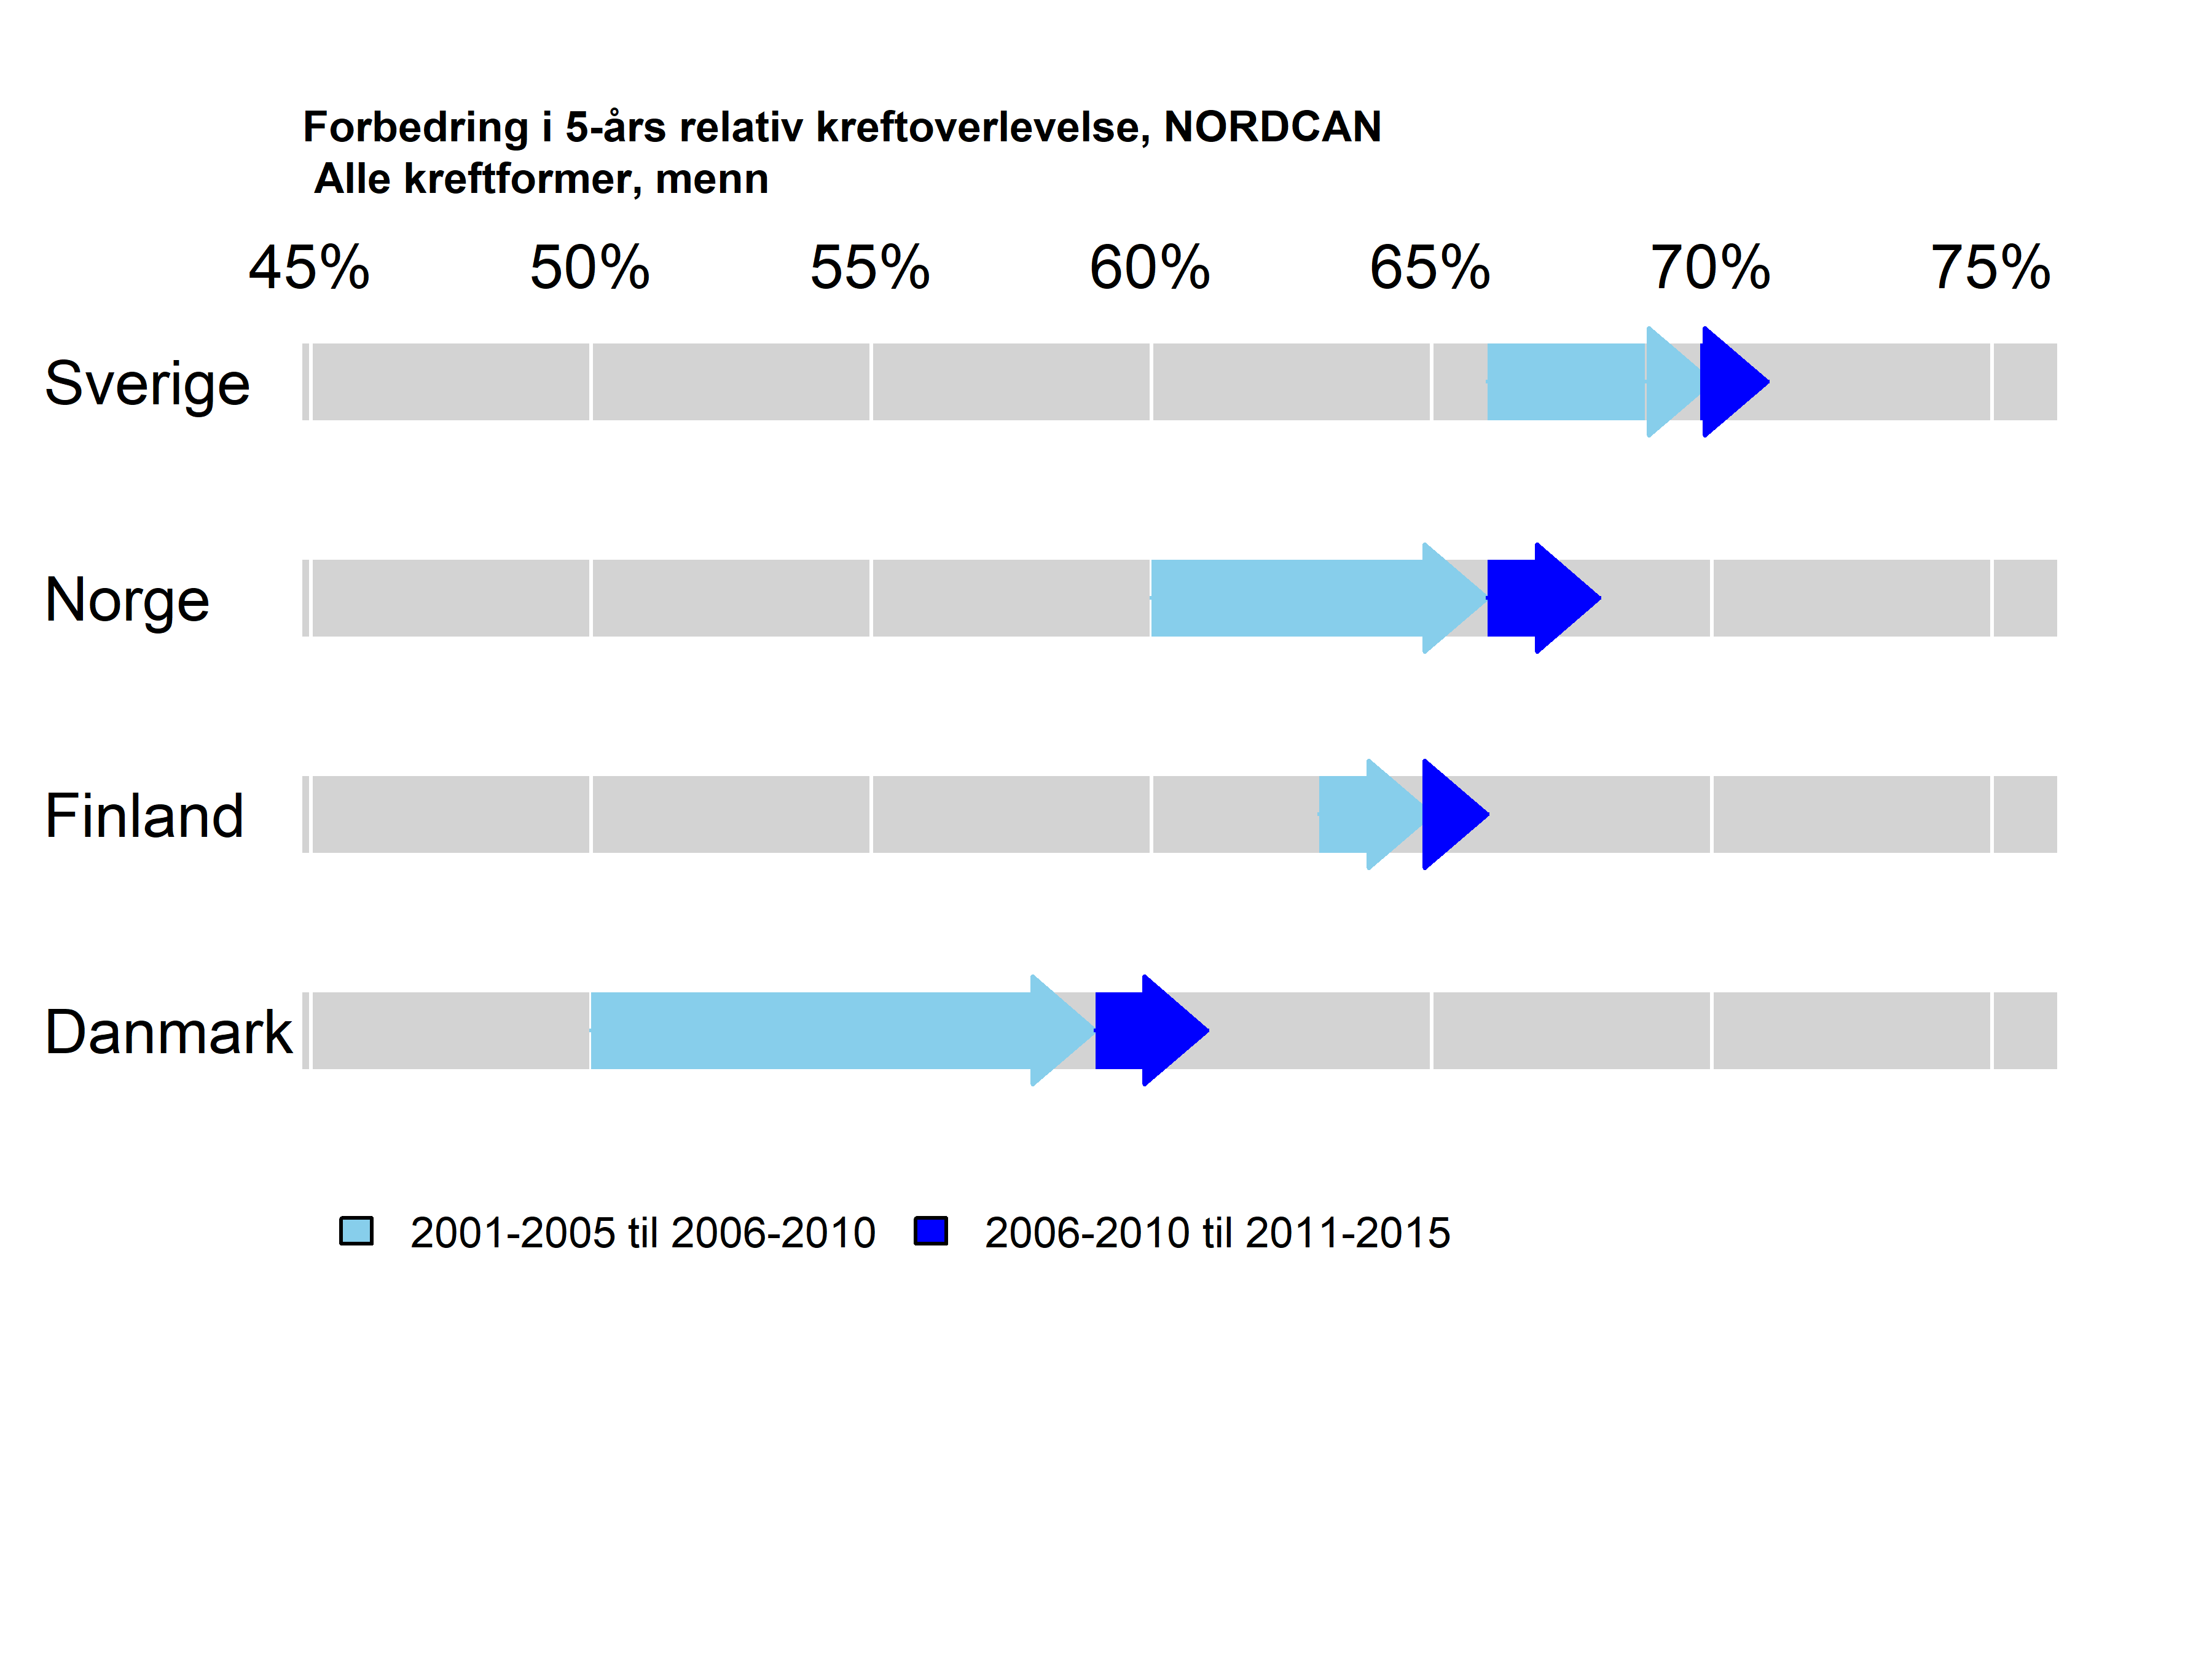 Forbedring i 5-års relativ kreftoverlevelse, NORDCAN
Alle kreftformer, menn
45% 50% 55% 60% 65% 70% 75%
Sverige
Norge
Finland
Danmark
2001-2005 til 2006-2010 2006-2010 til 2011-2015